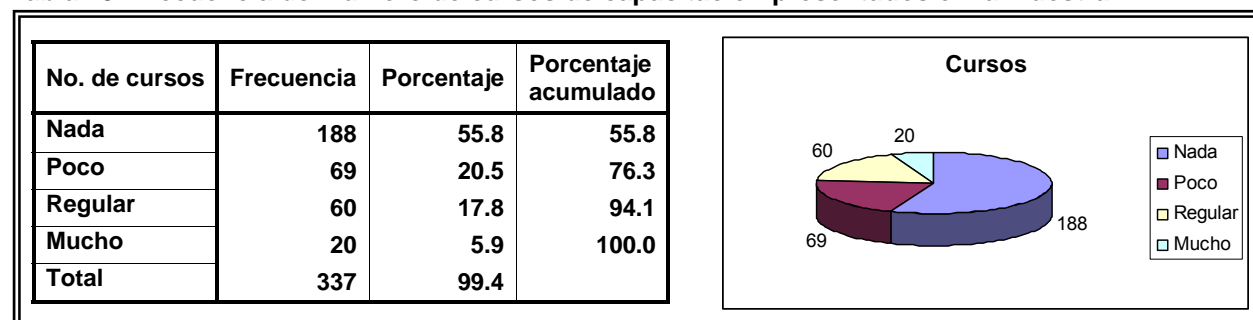 No. de cursos Frecuencia Porcentaje Porcentaje acumulado
Nada 188 55.8 55.8
Poco 69 20.5 76.3
Regular 60 17.8 94.1
Mucho 20 5.9 100.0
Total 337 99.4
Cursos
20
60
188
69
Nada
Poco
Regular
Mucho